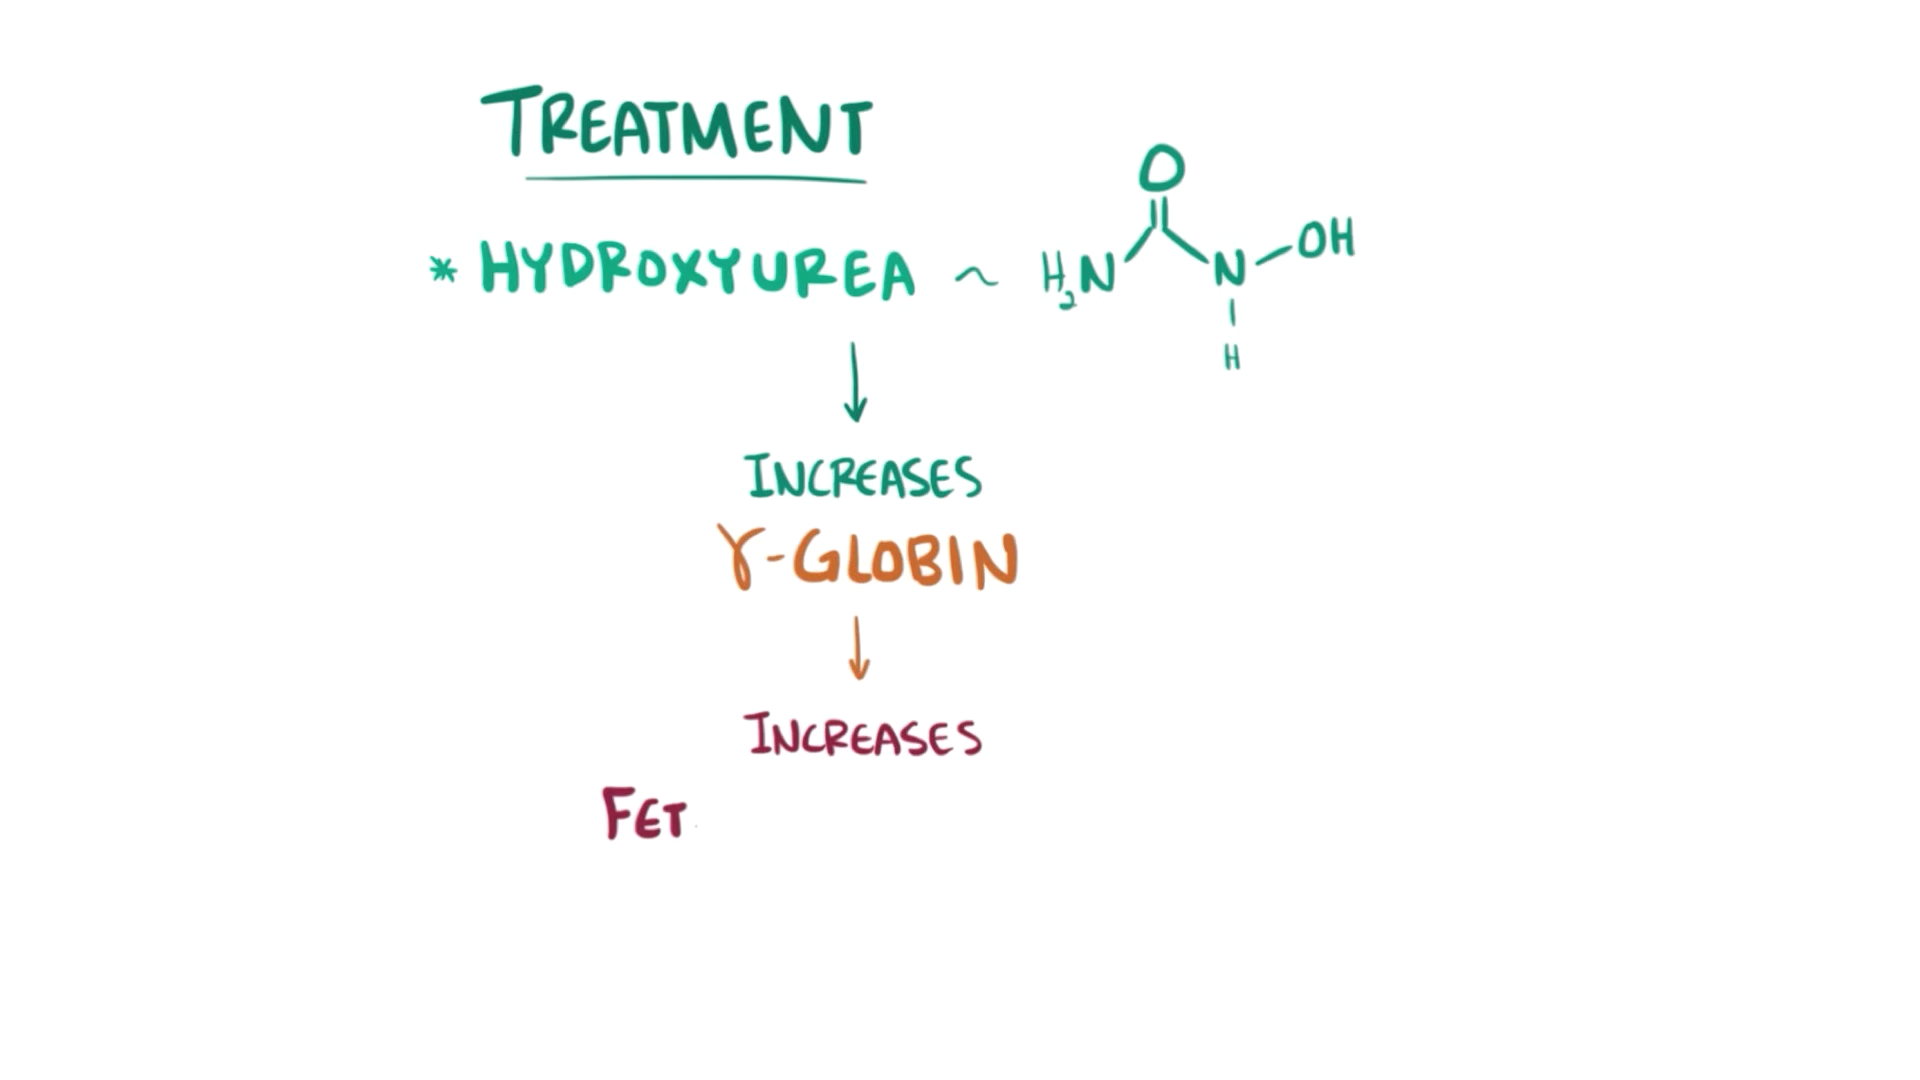 TREATMENT
* HYDROXYUREA ~ H₂N O N OH H
INCREASES
γ-GLOBIN
INCREASES
FET